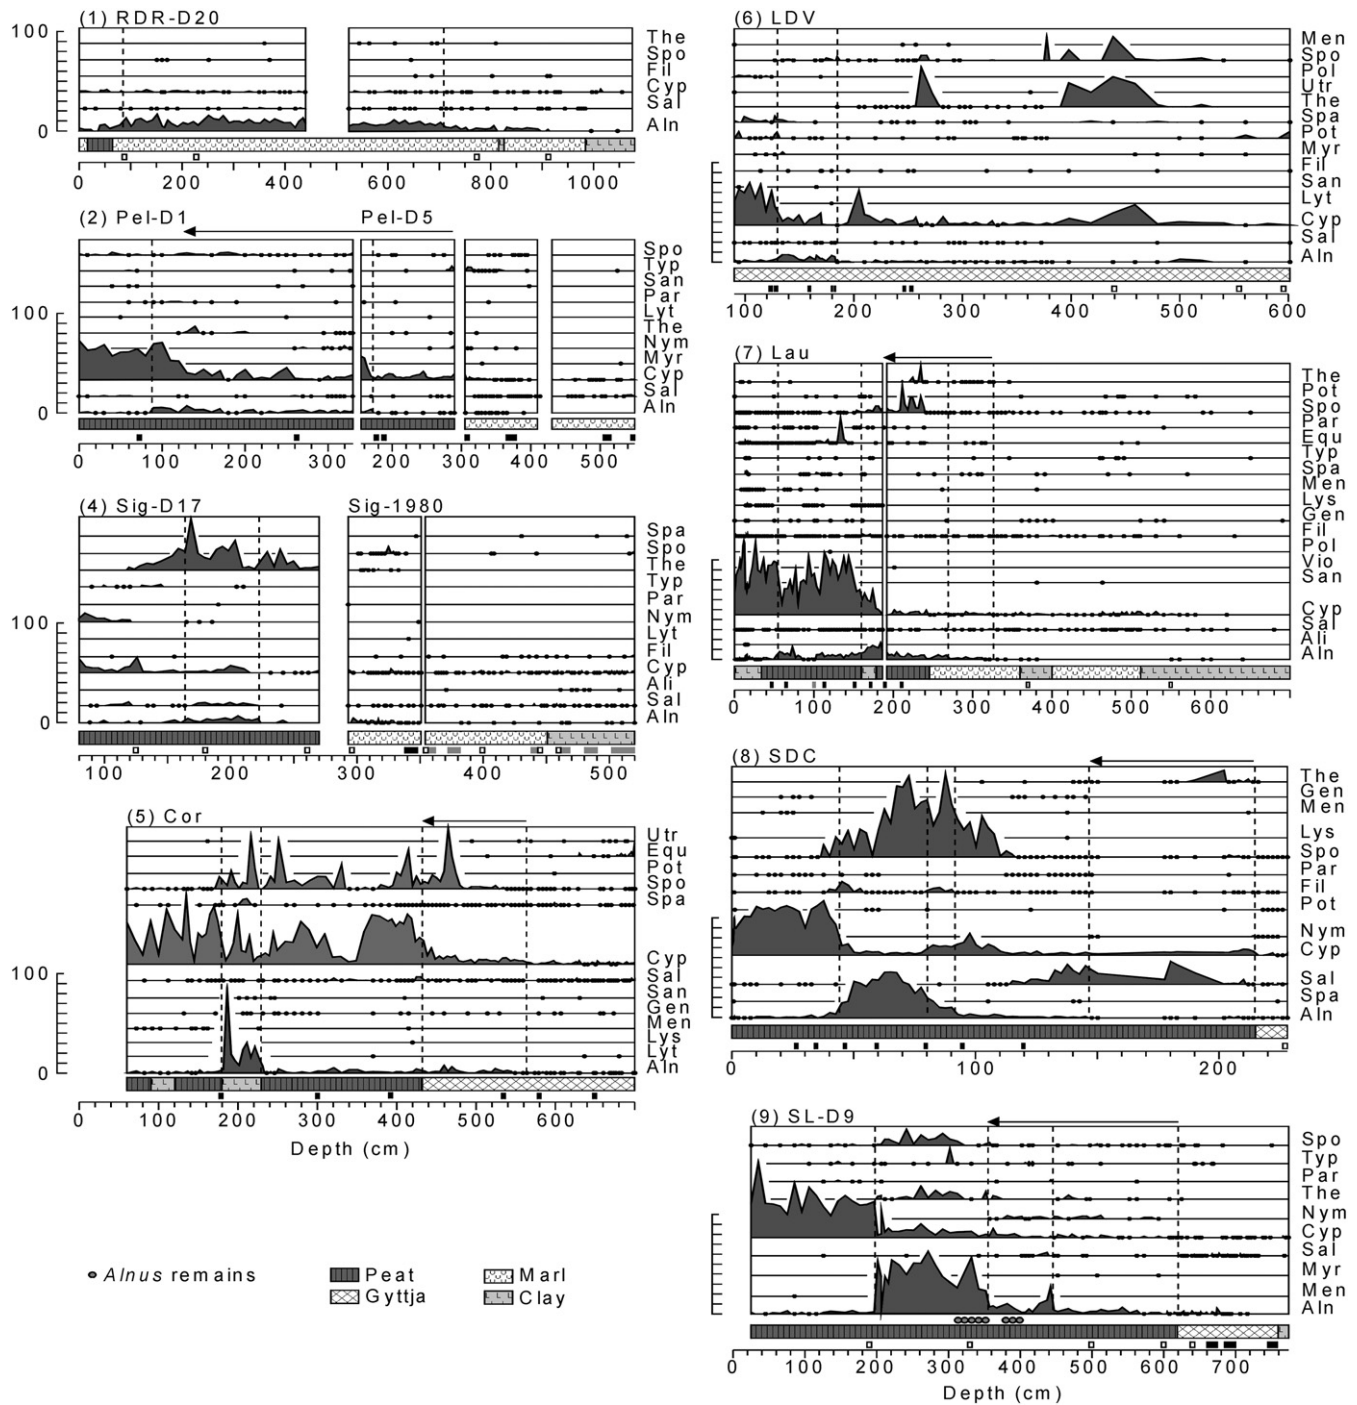 (1) RDR-D20
100
0
The
Spo
Fil
Cyp
Sal
Aln
0 200 400 600 800 1000
(2) Pel-D1 Pel-D5
100
0
Spo
Typ
San
Par
Lyt
The
Nym
Myr
Cyp
Sal
Aln
0 100 200 300 200 300 400 500
(4) Sig-D17 Sig-1980
100
0
Spa
Spo
The
Typ
Par
Nym
Lyt
Fil
Cyp
Ali
Sal
Aln
100 200 300 400 500
(5) Cor
100
0
Utr
Equ
Pot
Spo
Spa
Cyp
Sal
San
Gen
Men
Lys
Lyt
Aln
0 200 300 400 500 600
Depth (cm)
Alnus remains
Peat
Gyttja
Marl
Clay
(6) LDV
Men
Spo
Pol
Utr
The
Spa
Pot
Myr
Fil
San
Lyt
Cyp
Sal
Aln
100 200 300 400 500 600
(7) Lau
The
Pot
Spo
Par
Equ
Typ
Spa
Men
Lys
Gen
Fil
Pol
Vio
San
Cyp
Sal
Ali
Aln
0 100 200 300 400 500 600
(8) SDC
The
Gen
Men
Lys
Spo
Par
Fil
Pot
Nym
Cyp
Sal
Spa
Aln
0 100 200
(9) SL-D9
Spo
Typ
Par
The
Nym
Cyp
Sal
Myr
Men
Aln
0 100 200 300 400 500 600 700
Depth (cm)